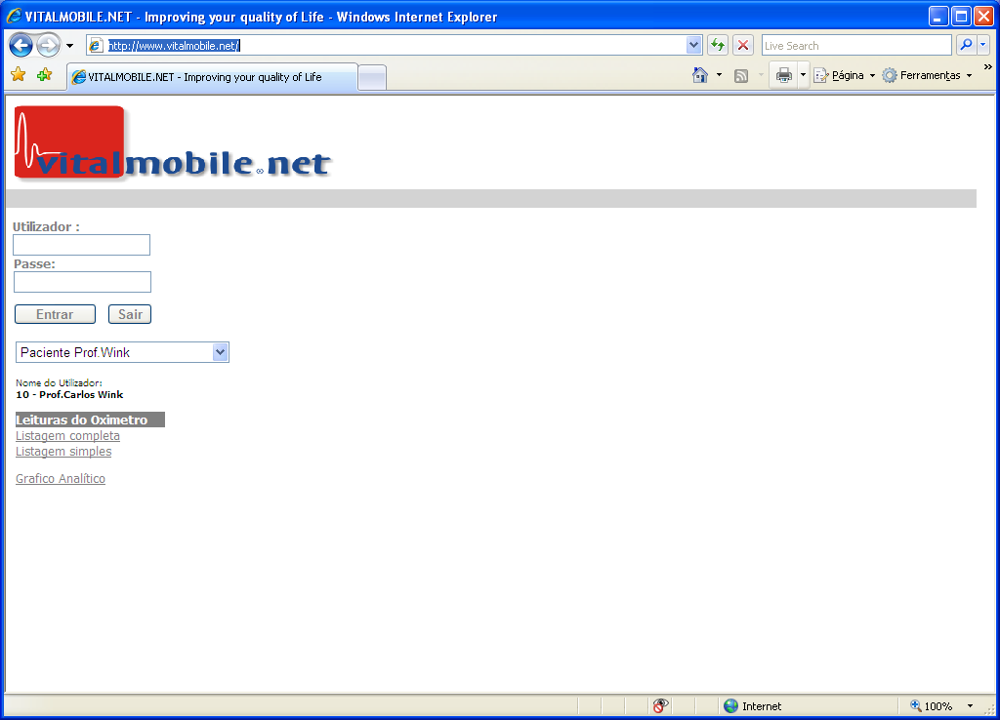 VITALMOBILE.NET - Improving your quality of Life - Windows Internet Explorer
http://www.vitalmobile.net/
Live Search
VITALMOBILE.NET - Improving your quality of Life
Página
Ferramentas
»
vitalmobile®.net
Utilizador :
Passe:
Entrar Sair
Paciente Prof.Wink
Nome do Utilizador:
10 - Prof.Carlos Wink
Leituras do Oximetro
Listagem completa
Listagem simples
Grafico Analítico
Internet
100%